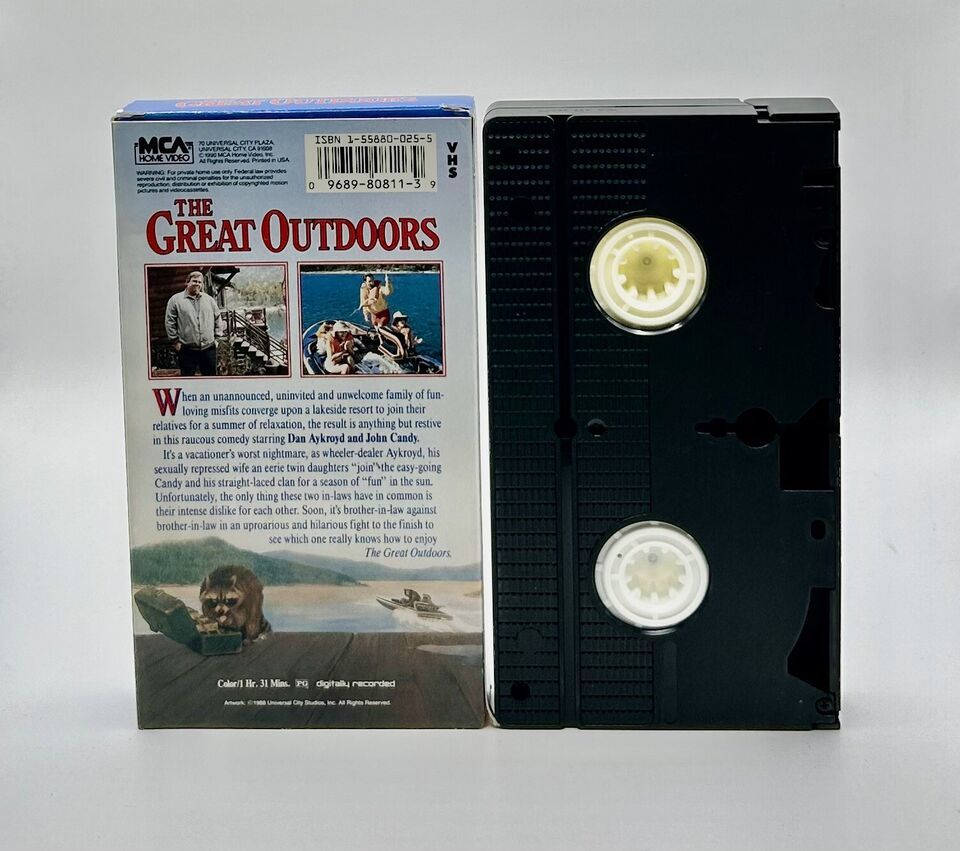 GREAT OUTDOORS
MCA
HOME VIDEO
70 UNIVERSAL CITY PLAZA,
UNIVERSAL CITY, CA 91608
© 1990 MCA Home Video, Inc.
All Rights Reserved. Printed in U.S.A.
WARNING: For private home use only. Federal law provides
severe civil and criminal penalties for the unauthorized
reproduction, distribution or exhibition of copyrighted motion
pictures and videocassettes.
ISBN 1-55880-025-5
0 9689-80811-3 9
VHS
THE
GREAT OUTDOORS
When an unannounced, uninvited and unwelcome family of fun-
loving misfits converge upon a lakeside resort to join their
relatives for a summer of relaxation, the result is anything but restive
in this raucous comedy starring Dan Aykroyd and John Candy.
It's a vacationer's worst nightmare, as wheeler-dealer Aykroyd, his
sexually repressed wife an eerie twin daughters "join" the easy-going
Candy and his straight-laced clan for a season of "fun" in the sun.
Unfortunately, the only thing these two in-laws have in common is
their intense dislike for each other. Soon, it's brother-in-law against
brother-in-law in an uproarious and hilarious fight to the finish to
see which one really knows how to enjoy
The Great Outdoors.
Color/1 Hr. 31 Mins. PG digitally recorded
Artwork: ©1988 Universal City Studios, Inc. All Rights Reserved.